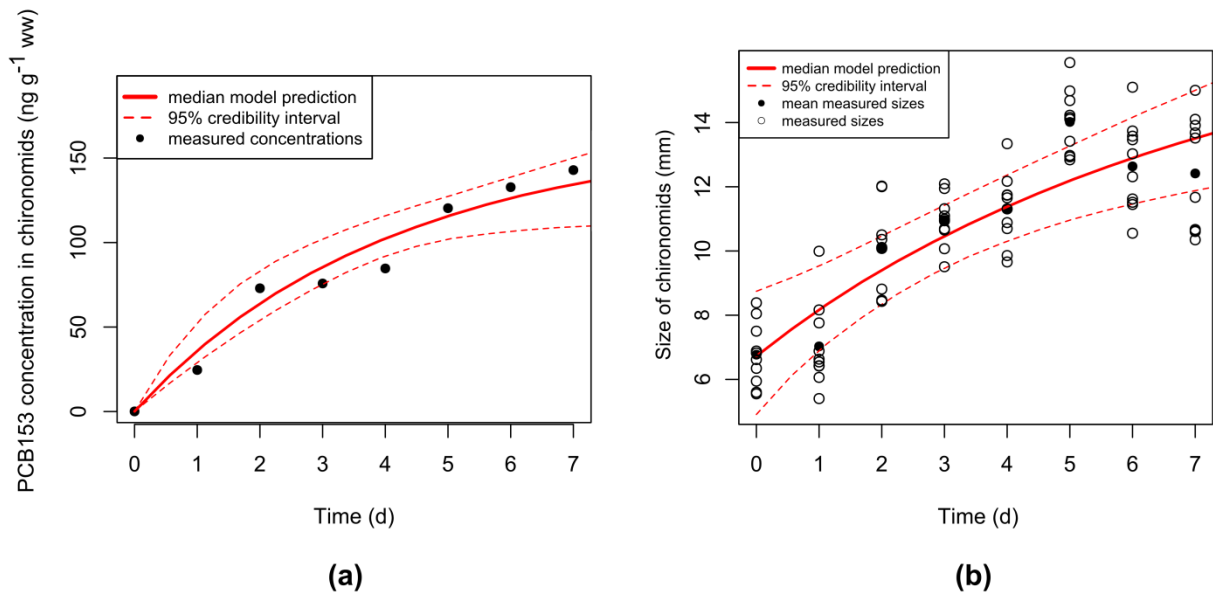 PCB153 concentration in chironomids (ng g⁻¹ ww)
median model prediction
95% credibility interval
measured concentrations
150
100
50
0
0 1 2 3 4 5 6 7
Time (d)
(a)
Size of chironomids (mm)
median model prediction
95% credibility interval
mean measured sizes
measured sizes
14
12
10
8
6
0 1 2 3 4 5 6 7
Time (d)
(b)